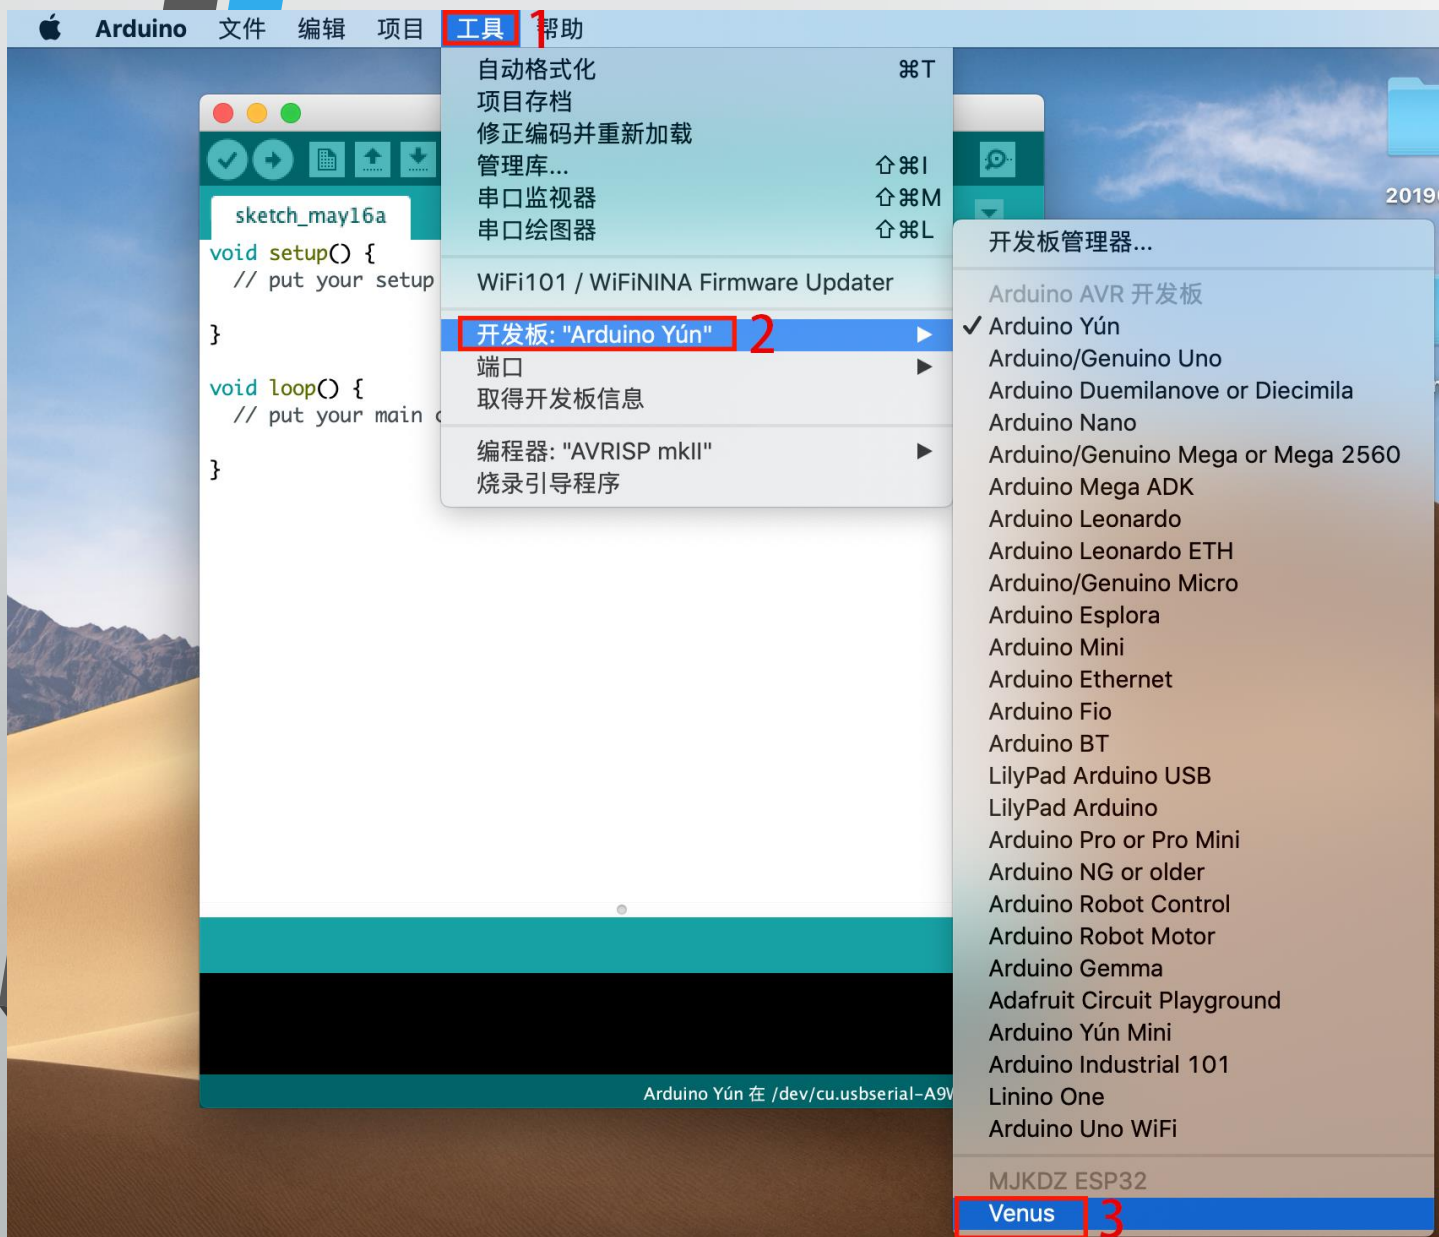 Arduino 文件 编辑 项目 工具 1 帮助
自动格式化 ⌘T
项目存档
修正编码并重新加载
管理库... ⇧⌘I
串口监视器 ⇧⌘M
串口绘图器 ⇧⌘L
WiFi101 / WiFiNINA Firmware Updater
开发板: "Arduino Yún" 2
端口
取得开发板信息
编程器: "AVRISP mkII"
烧录引导程序
sketch_may16a
void setup() {
// put your setup
}
void loop() {
// put your main
}
Arduino Yún 在 /dev/cu.usbserial-A9
2019
开发板管理器...
Arduino AVR 开发板
✓ Arduino Yún
Arduino/Genuino Uno
Arduino Duemilanove or Diecimila
Arduino Nano
Arduino/Genuino Mega or Mega 2560
Arduino Mega ADK
Arduino Leonardo
Arduino Leonardo ETH
Arduino/Genuino Micro
Arduino Esplora
Arduino Mini
Arduino Ethernet
Arduino Fio
Arduino BT
LilyPad Arduino USB
LilyPad Arduino
Arduino Pro or Pro Mini
Arduino NG or older
Arduino Robot Control
Arduino Robot Motor
Arduino Gemma
Adafruit Circuit Playground
Arduino Yún Mini
Arduino Industrial 101
Linino One
Arduino Uno WiFi
MJKDZ ESP32
Venus 3